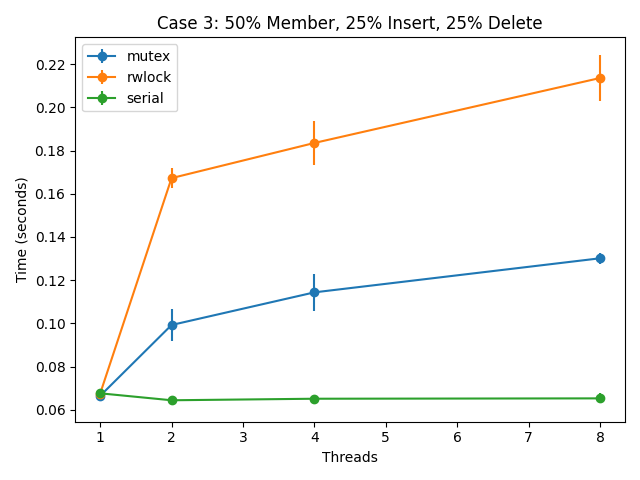 Case 3: 50% Member, 25% Insert, 25% Delete
mutex
rwlock
serial
Time (seconds)
0.22
0.20
0.18
0.16
0.14
0.12
0.10
0.08
0.06
1 2 3 4 5 6 7 8
Threads